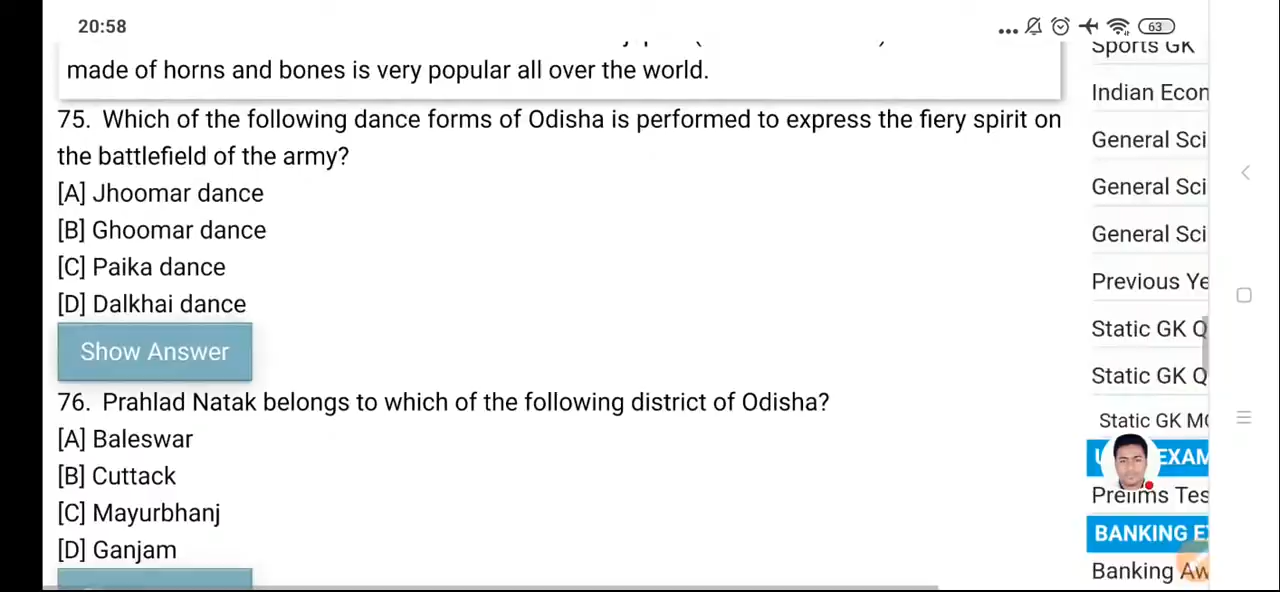 20:58
63
made of horns and bones is very popular all over the world.
75. Which of the following dance forms of Odisha is performed to express the fiery spirit on
the battlefield of the army?
[A] Jhoomar dance
[B] Ghoomar dance
[C] Paika dance
[D] Dalkhai dance
Show Answer
76. Prahlad Natak belongs to which of the following district of Odisha?
[A] Baleswar
[B] Cuttack
[C] Mayurbhanj
[D] Ganjam
Sports GK
Indian Econ
General Sci
General Sci
General Sci
Previous Ye
Static GK Q
Static GK Q
Static GK MC
EXAM
Prelims Tes
BANKING E
Banking Aw